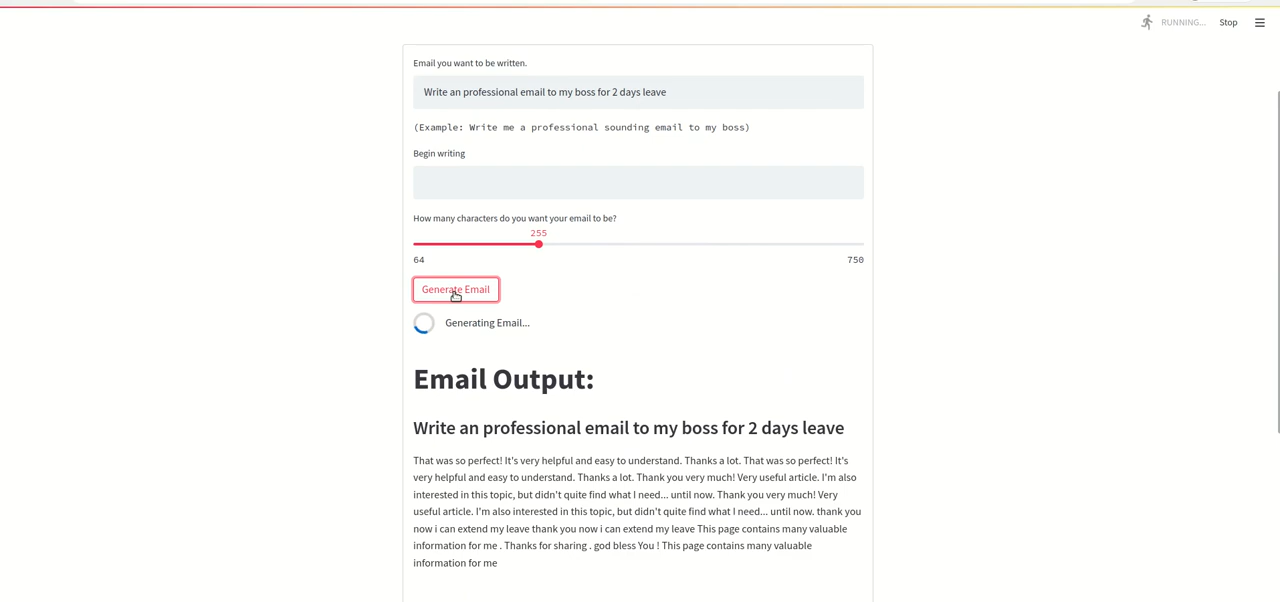 RUNNING... Stop
Email you want to be written.
Write an professional email to my boss for 2 days leave
(Example: Write me a professional sounding email to my boss)
Begin writing
How many characters do you want your email to be?
255
64 750
Generate Email
Generating Email...
Email Output:
Write an professional email to my boss for 2 days leave
That was so perfect! It's very helpful and easy to understand. Thanks a lot. That was so perfect! It's
very helpful and easy to understand. Thanks a lot. Thank you very much! Very useful article. I'm also
interested in this topic, but didn't quite find what I need... until now. Thank you very much! Very
useful article. I'm also interested in this topic, but didn't quite find what I need... until now. thank you
now i can extend my leave thank you now i can extend my leave This page contains many valuable
information for me . Thanks for sharing . god bless You ! This page contains many valuable
information for me